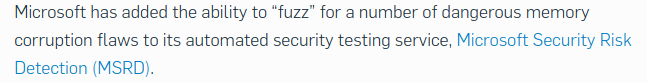 Microsoft has added the ability to “fuzz” for a number of dangerous memory
corruption flaws to its automated security testing service, Microsoft Security Risk
Detection (MSRD).